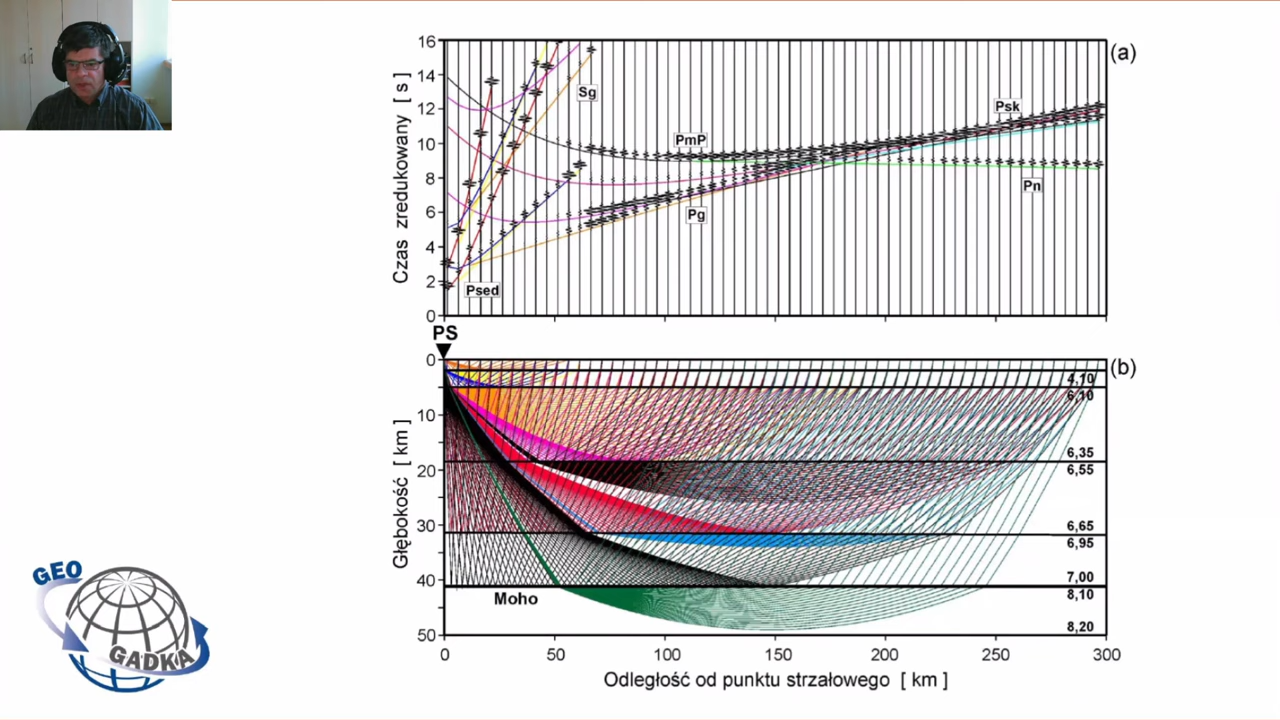 16
(a)
14
Sg
12
Psk
10
PmP
8
Pn
6
Pg
4
2
Psed
0
Czas zredukowany [ s ]
PS
0
(b)
4,10
6,10
10
6,35
20
6,55
30
6,65
6,95
40
7,00
Moho
8,10
8,20
50
Głębokość [ km ]
0 50 100 150 200 250 300
Odległość od punktu strzałowego [ km ]
GEO
GADKA